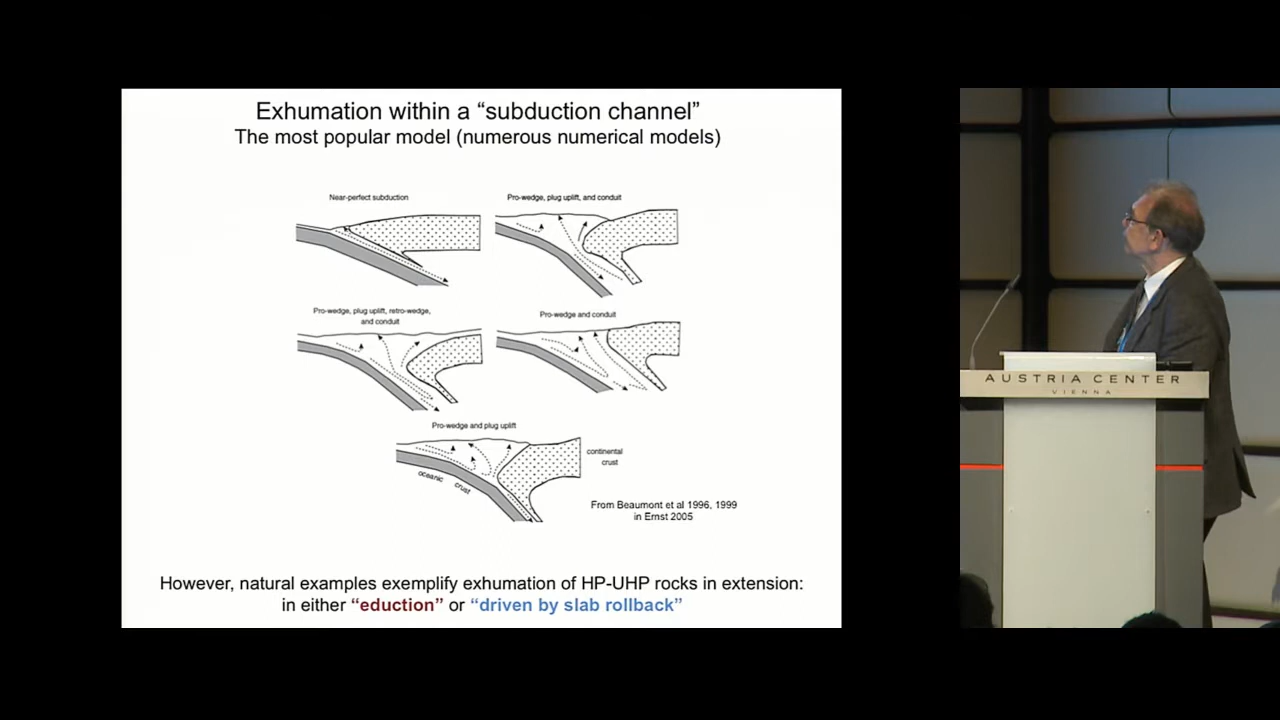 Exhumation within a “subduction channel”
The most popular model (numerous numerical models)
Near-perfect subduction
Pro-wedge, plug uplift, and conduit
Pro-wedge, plug uplift, retro-wedge,
and conduit
Pro-wedge and conduit
Pro-wedge and plug uplift
continental
crust
oceanic crust
From Beaumont et al 1996, 1999
in Ernst 2005
However, natural examples exemplify exhumation of HP-UHP rocks in extension:
in either “eduction” or “driven by slab rollback”
AUSTRIA CENTER
VIENNA